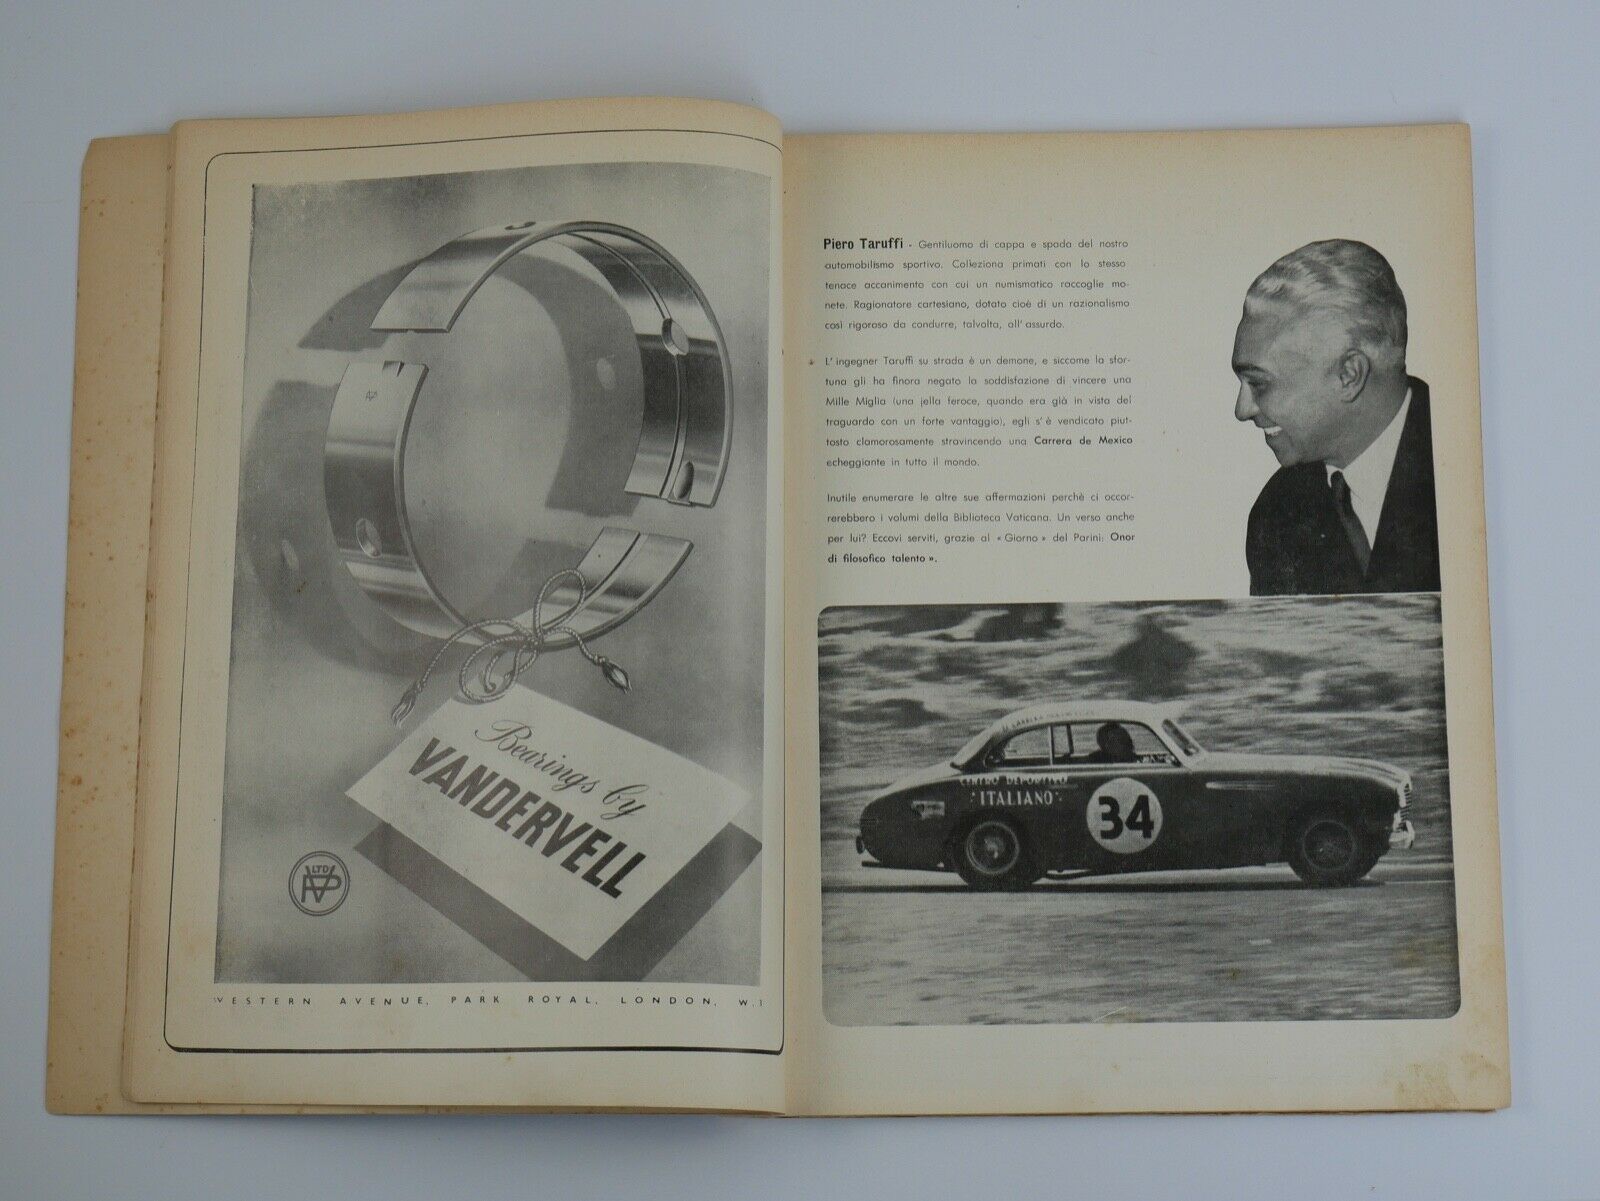 3
VP
Bearings by
VANDERVELL
LTD
VP
WESTERN AVENUE, PARK ROYAL, LONDON, W.3
Piero Taruffi - Gentiluomo di cappa e spada del nostro
automobilismo sportivo. Colleziona primati con lo stesso
tenace accanimento con cui un numismatico raccoglie mo-
nete. Ragionatore cartesiano, dotato cioè di un razionalismo
così rigoroso da condurre, talvolta, all' assurdo.
L' ingegner Taruffi su strada è un demone, e siccome la sfor-
tuna gli ha finora negato la soddisfazione di vincere una
Mille Miglia (una jella feroce, quando era già in vista del
traguardo con un forte vantaggio), egli s' è vendicato piut-
tosto clamorosamente stravincendo una Carrera de Mexico
echeggiante in tutto il mondo.
Inutile enumerare le altre sue affermazioni perchè ci occor-
rerebbero i volumi della Biblioteca Vaticana. Un verso anche
per lui? Eccovi serviti, grazie al « Giorno » del Parini: Onor
di filosofico talento ».
CENTRO DEPORTIVO
ITALIANO
34